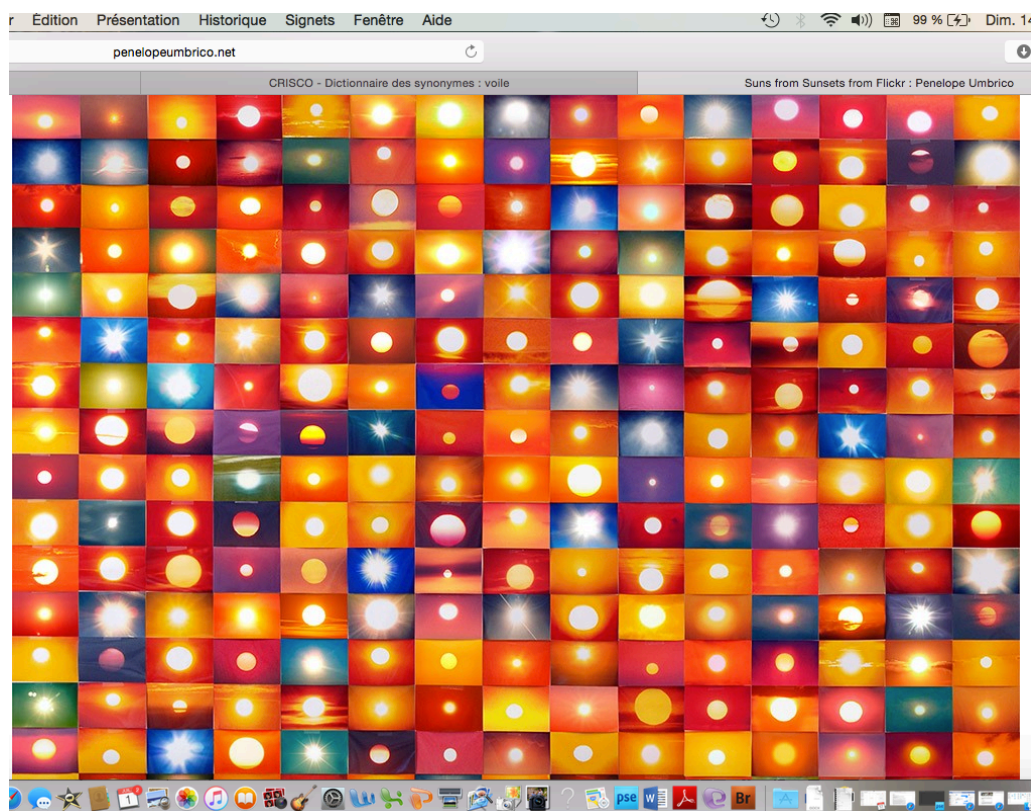 r Édition Présentation Historique Signets Fenêtre Aide 99 % Dim. 14
penelopeumbrico.net
CRISCO - Dictionnaire des synonymes : voile Suns from Sunsets from Flickr : Penelope Umbrico
1 pse W Br